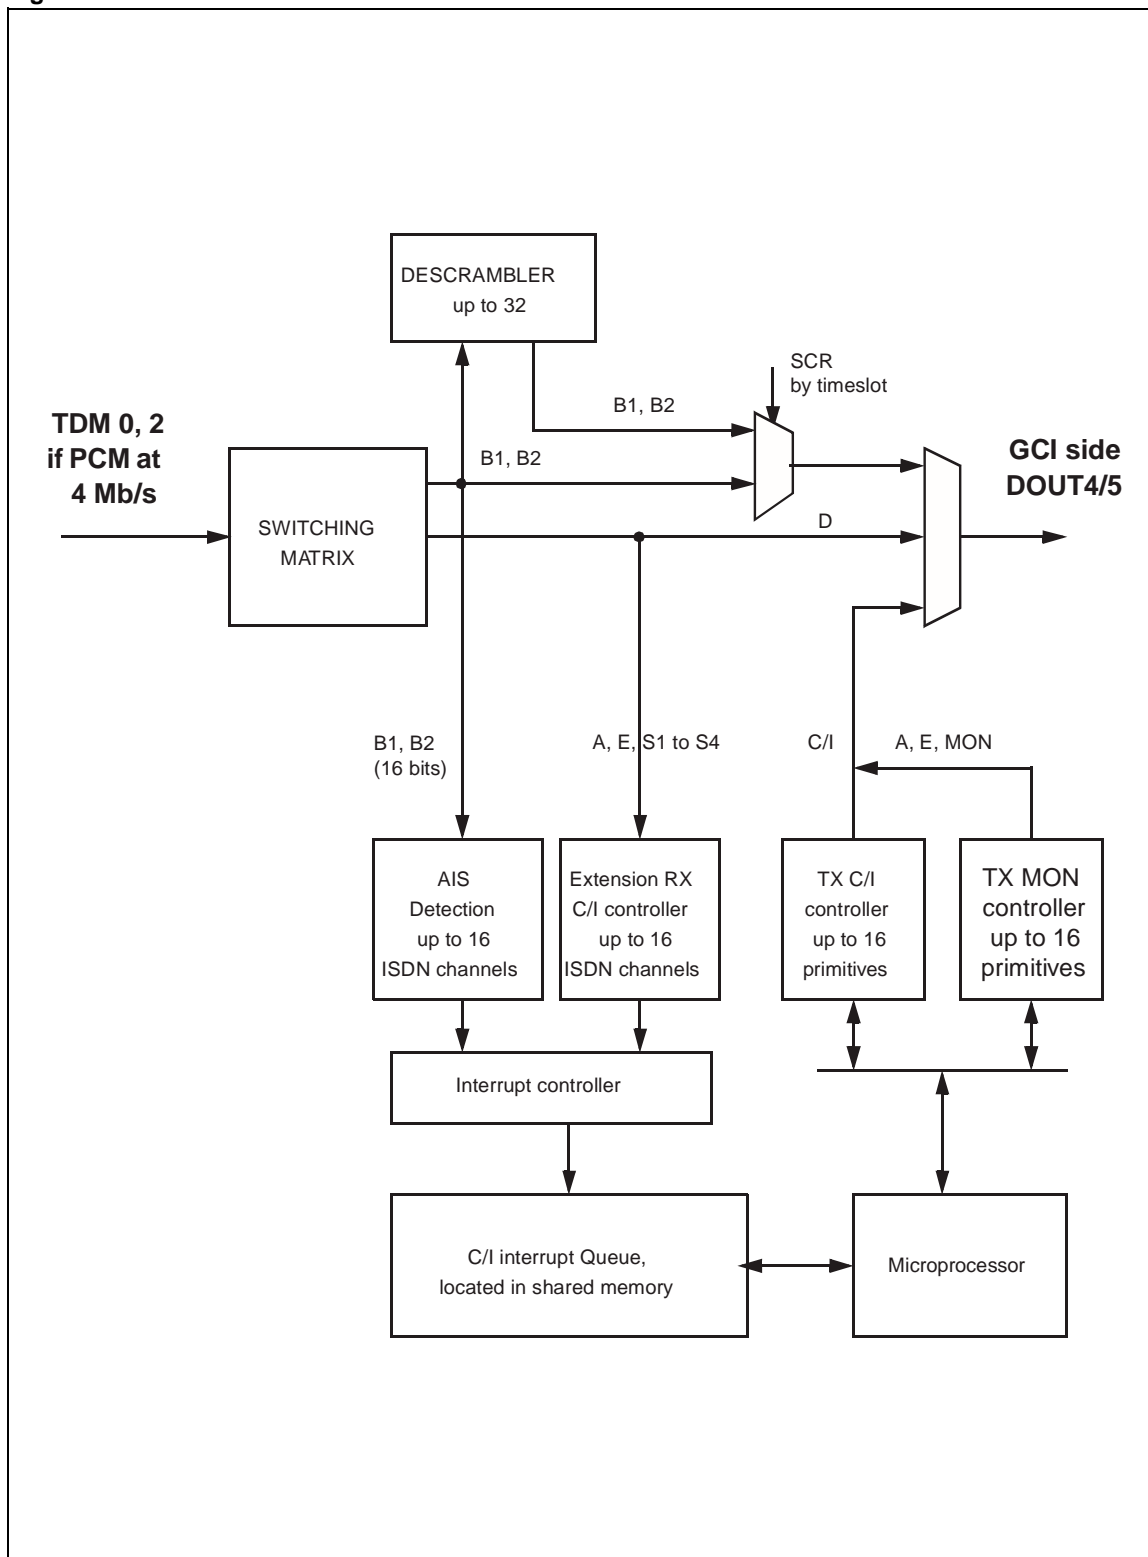 DESCRAMBLER
up to 32
SCR
by timeslot
B1, B2
TDM 0, 2
if PCM at
4 Mb/s
B1, B2
GCI side
DOUT4/5
SWITCHING
MATRIX
D
B1, B2
(16 bits)
A, E, S1 to S4
C/I
A, E, MON
AIS
Detection
up to 16
ISDN channels
Extension RX
C/I controller
up to 16
ISDN channels
TX C/I
controller
up to 16
primitives
TX MON
controller
up to 16
primitives
Interrupt controller
C/I interrupt Queue,
located in shared memory
Microprocessor